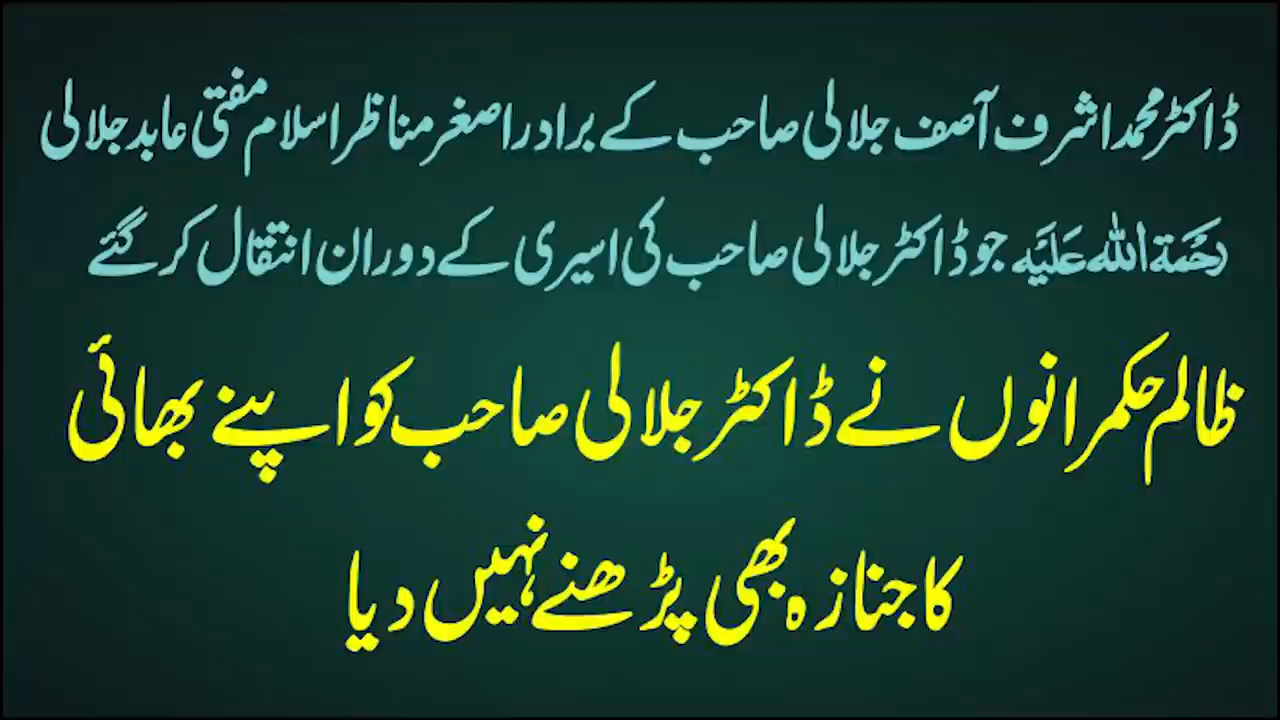 ڈاکٹر محمد اشرف آصف جلالی صاحب کے برادر اصغر مناظر اسلام مفتی عابد جلالی
رَحْمَۃُ اللہِ عَلَیْہ جو ڈاکٹر جلالی صاحب کی اسیری کے دوران انتقال کر گئے
ظالم حکمرانوں نے ڈاکٹر جلالی صاحب کو اپنے بھائی
کا جنازہ بھی پڑھنے نہیں دیا